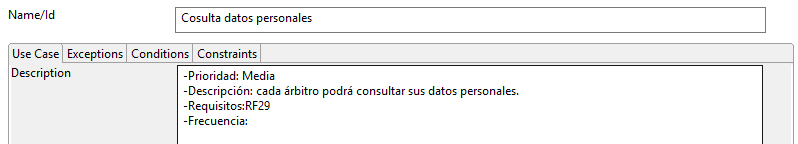 Name/Id
Cosulta datos personales
Use Case Exceptions Conditions Constraints
Description
-Prioridad: Media
-Descripción: cada árbitro podrá consultar sus datos personales.
-Requisitos:RF29
-Frecuencia: